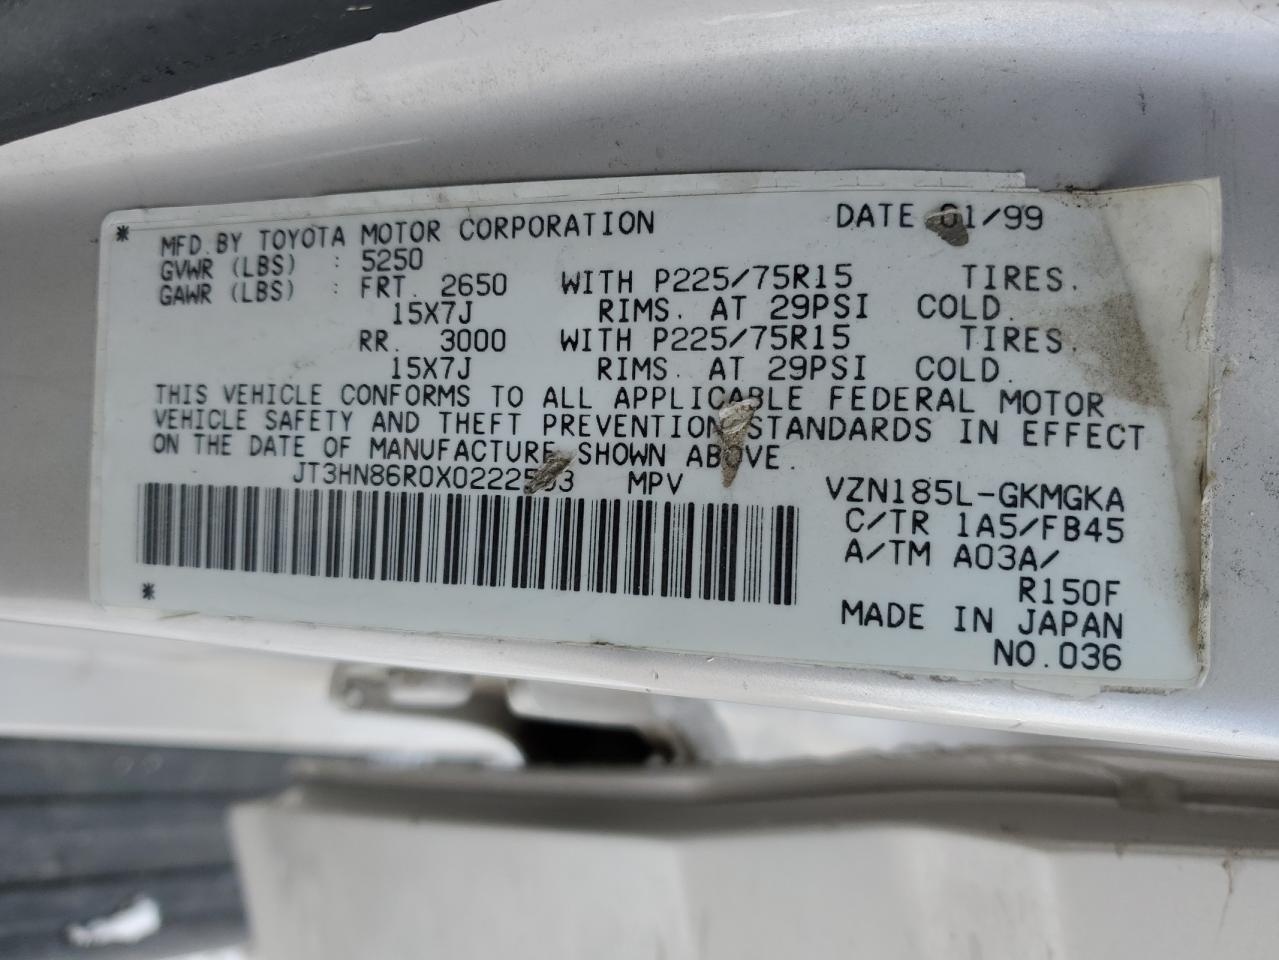 * MFD. BY TOYOTA MOTOR CORPORATION DATE 01/99
GVWR (LBS) : 5250
GAWR (LBS) : FRT. 2650 WITH P225/75R15 TIRES.
15X7J RIMS. AT 29PSI COLD.
RR. 3000 WITH P225/75R15 TIRES.
15X7J RIMS. AT 29PSI COLD.
THIS VEHICLE CONFORMS TO ALL APPLICABLE FEDERAL MOTOR
VEHICLE SAFETY AND THEFT PREVENTION STANDARDS IN EFFECT
ON THE DATE OF MANUFACTURE SHOWN ABOVE.
MPV VZN185L-GKMGKA
C/TR 1A5/FB45
A/TM A03A/
R150F
* MADE IN JAPAN
NO.036